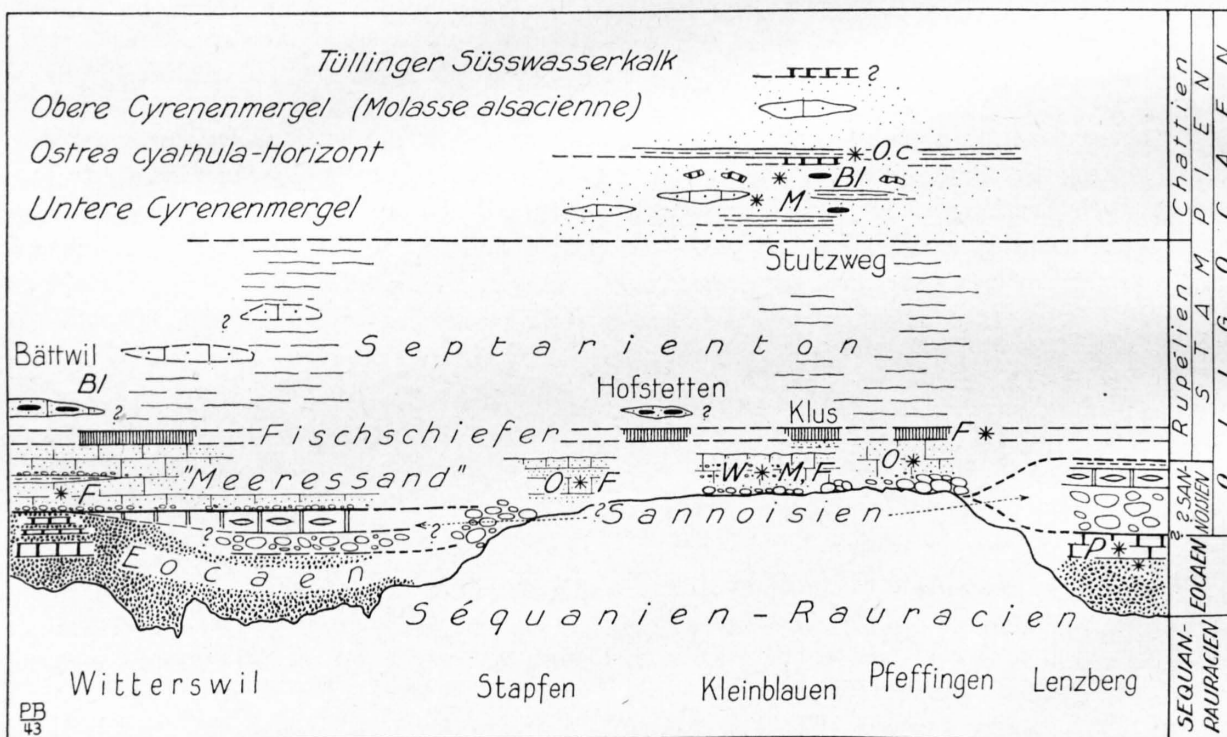 Tüllinger Süsswasserkalk
?
Obere Cyrenenmergel (Molasse alsacienne)
Ostrea cyathula-Horizont
O.c
Bl
M
Untere Cyrenenmergel
Stutzweg
?
Septarienton
Bättwil
Bl
?
Hofstetten
?
Klus
Fischschiefer
F
"Meeressand"
F
O F
W M,F
O
?
Sannoisien
? ?
Eocaen
P
Séquanien-Rauracien
Witterswil
Stapfen
Kleinblauen
Pfeffingen
Lenzberg
PB
43
Chattien
Rupélien
STAMPIEN
OLIGOCAEN
? ? SAN-
NOISIEN
EOCAEN
SEQUAN.-
RAURACIEN